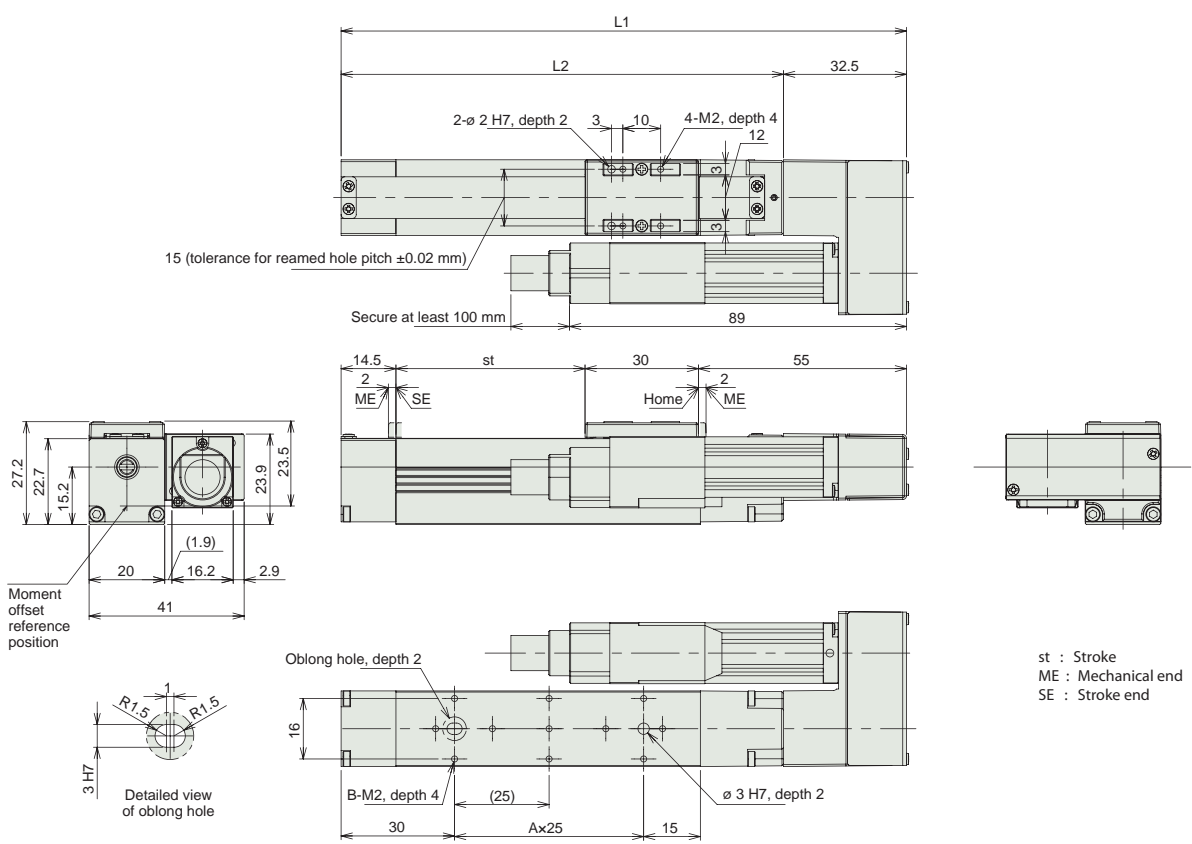 L1
L2
32.5
2-ø 2 H7, depth 2
3
10
4-M2, depth 4
12
3
3
15 (tolerance for reamed hole pitch ±0.02 mm)
Secure at least 100 mm
89
14.5
st
30
55
2
ME
SE
Home
2
ME
27.2
22.7
15.2
23.9
23.5
(1.9)
20
16.2
2.9
41
Moment
offset
reference
position
Oblong hole, depth 2
16
B-M2, depth 4
(25)
ø 3 H7, depth 2
30
A×25
15
1
R1.5
R1.5
3 H7
Detailed view
of oblong hole
st : Stroke
ME : Mechanical end
SE : Stroke end